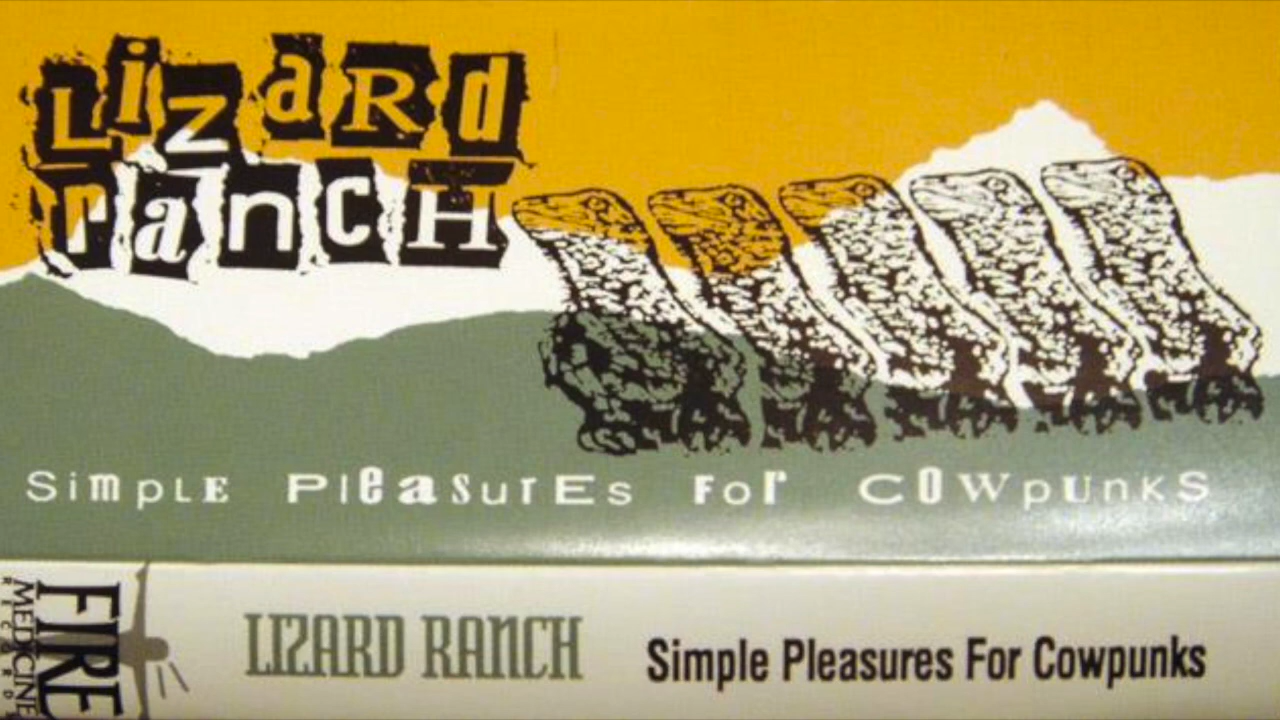 Lizard
rancH
SimpLE PleasurEs For COWpunks
FIRE
MEDICINE
RECORDS
LIZARD RANCH
Simple Pleasures For Cowpunks